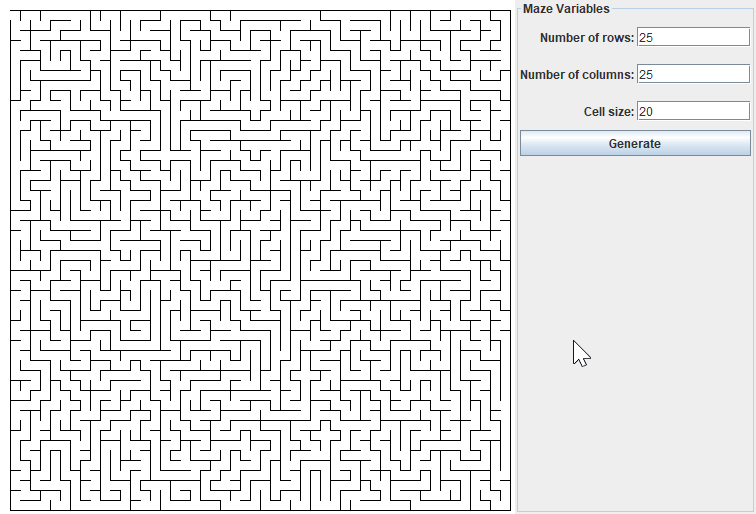 Maze Variables
Number of rows: 25
Number of columns: 25
Cell size: 20
Generate